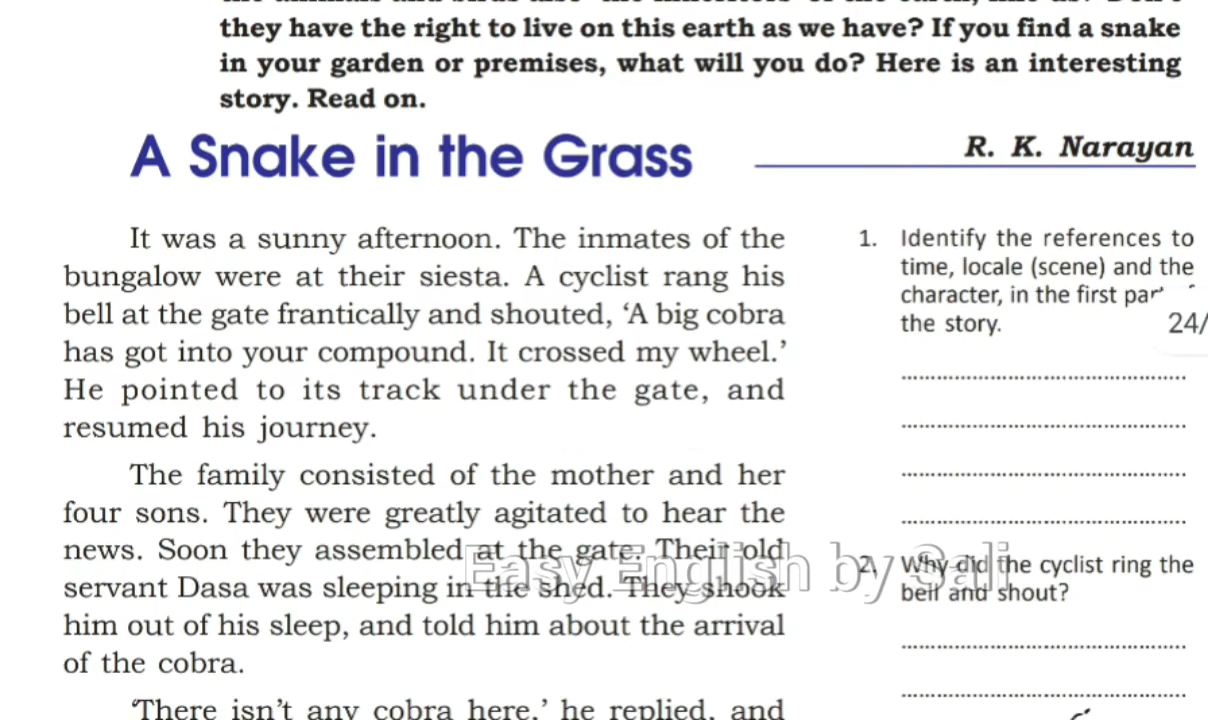 they have the right to live on this earth as we have? If you find a snake
in your garden or premises, what will you do? Here is an interesting
story. Read on.
A Snake in the Grass
R. K. Narayan
It was a sunny afternoon. The inmates of the
bungalow were at their siesta. A cyclist rang his
bell at the gate frantically and shouted, ‘A big cobra
has got into your compound. It crossed my wheel.’
He pointed to its track under the gate, and
resumed his journey.
The family consisted of the mother and her
four sons. They were greatly agitated to hear the
news. Soon they assembled at the gate. Their old
servant Dasa was sleeping in the shed. They shook
him out of his sleep, and told him about the arrival
of the cobra.
‘There isn’t any cobra here,’ he replied, and
1. Identify the references to
time, locale (scene) and the
character, in the first
the story.
24/
2. Why did the cyclist ring the
bell and shout?
Easy English by Sali